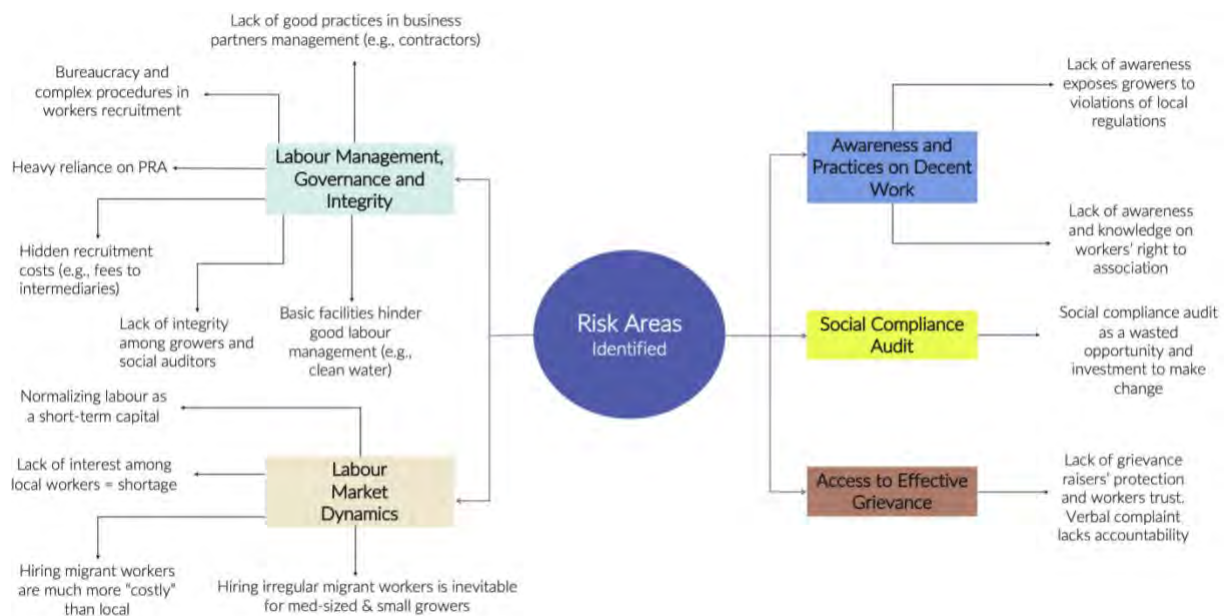 Lack of good practices in business
partners management (e.g., contractors)
Bureaucracy and
complex procedures in
workers recruitment
Heavy reliance on PRA
Labour Management,
Governance and
Integrity
Hidden recruitment
costs (e.g., fees to
intermediaries)
Lack of integrity
among growers and
social auditors
Basic facilities hinder
good labour
management (e.g.,
clean water)
Normalizing labour as
a short-term capital
Lack of interest among
local workers = shortage
Labour
Market
Dynamics
Hiring migrant workers
are much more "costly"
than local
Hiring irregular migrant workers is inevitable
for med-sized & small growers
Risk Areas
Identified
Awareness and
Practices on Decent
Work
Lack of awareness
exposes growers to
violations of local
regulations
Lack of awareness
and knowledge on
workers' right to
association
Social Compliance
Audit
Social compliance audit
as a wasted
opportunity and
investment to make
change
Access to Effective
Grievance
Lack of grievance
raisers' protection
and workers trust.
Verbal complaint
lacks accountability